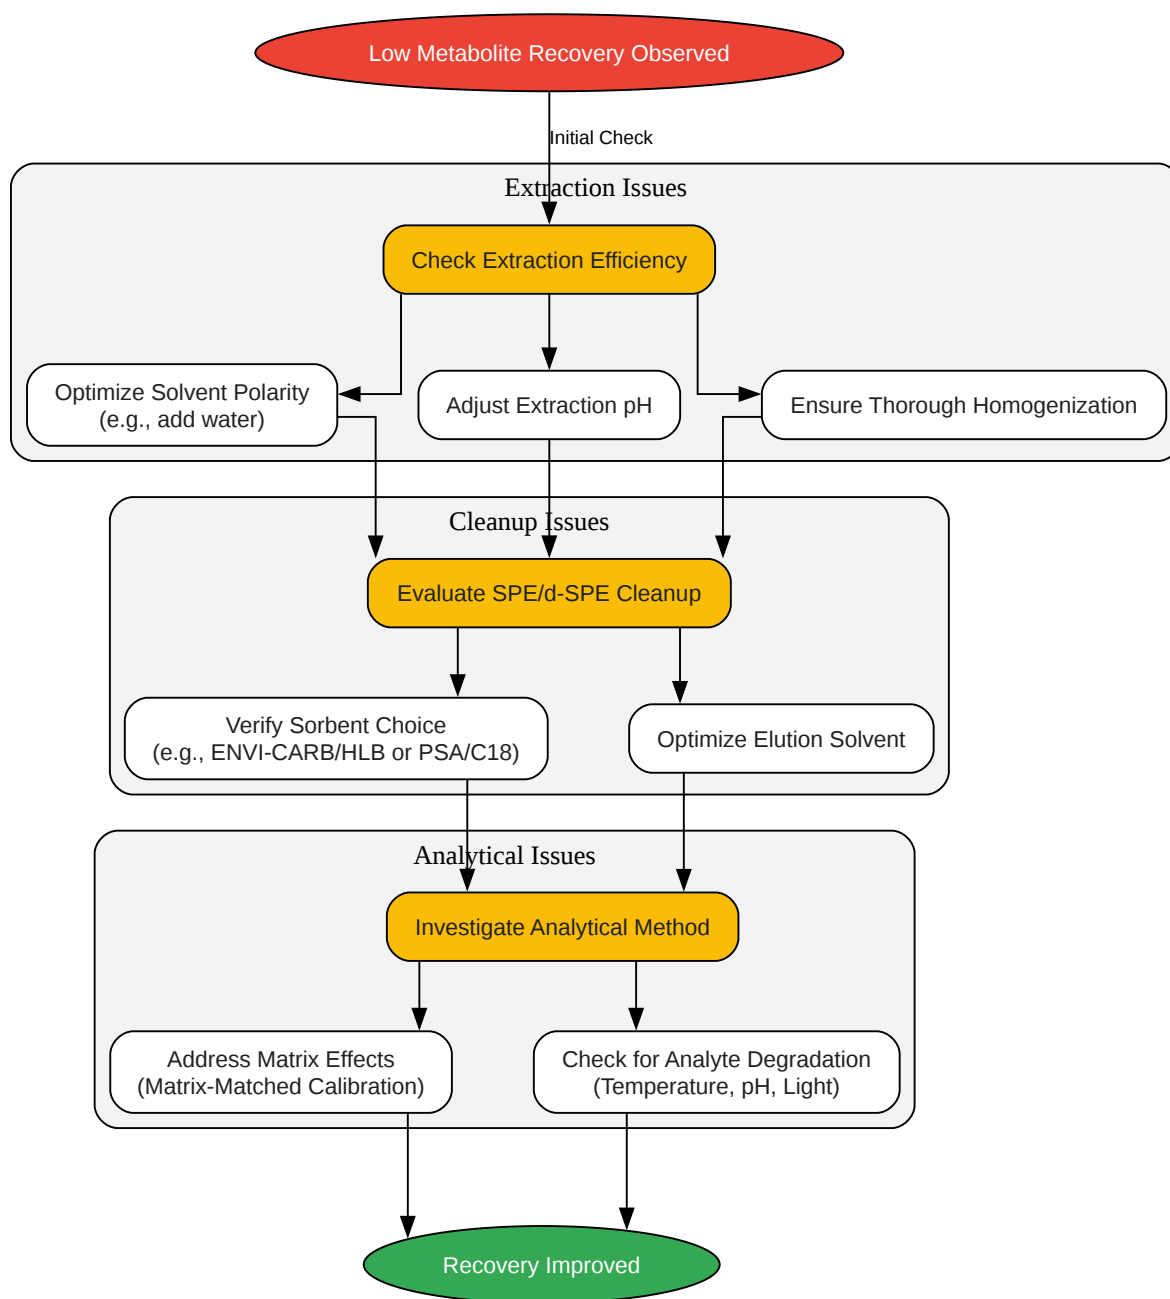 Low Metabolite Recovery Observed
Initial Check
Extraction Issues
Check Extraction Efficiency
Optimize Solvent Polarity
(e.g., add water)
Adjust Extraction pH
Ensure Thorough Homogenization
Cleanup Issues
Evaluate SPE/d-SPE Cleanup
Verify Sorbent Choice
(e.g., ENVI-CARB/HLB or PSA/C18)
Optimize Elution Solvent
Analytical Issues
Investigate Analytical Method
Address Matrix Effects
(Matrix-Matched Calibration)
Check for Analyte Degradation
(Temperature, pH, Light)
Recovery Improved